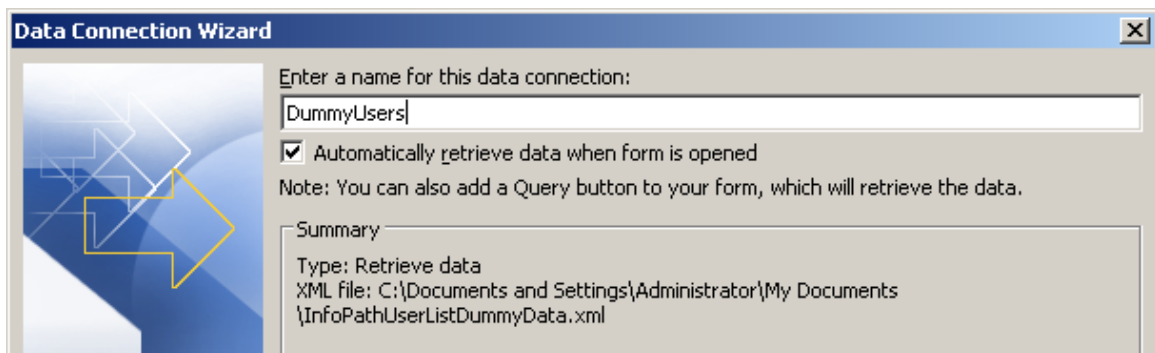 Data Connection Wizard
Enter a name for this data connection:
DummyUsers
Automatically retrieve data when form is opened
Note: You can also add a Query button to your form, which will retrieve the data.
Summary
Type: Retrieve data
XML file: C:\Documents and Settings\Administrator\My Documents
\InfoPathUserListDummyData.xml